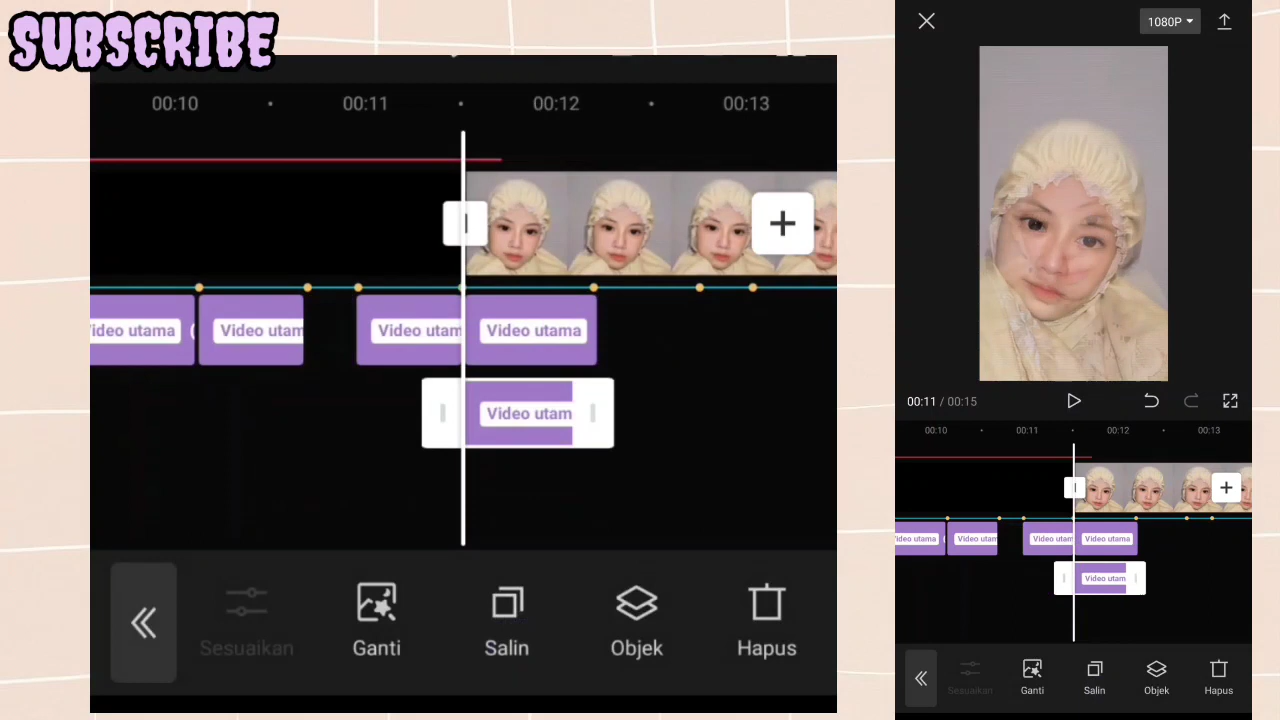 SUBSCRIBE
00:10 00:11 00:12 00:13
Video utama Video utam Video utam Video utama
Video utam
Sesuaikan Ganti Salin Objek Hapus
1080P
00:11 / 00:15
00:10 00:11 00:12 00:13
Video utama Video utam Video utam Video utama
Video utam
Sesuaikan Ganti Salin Objek Hapus